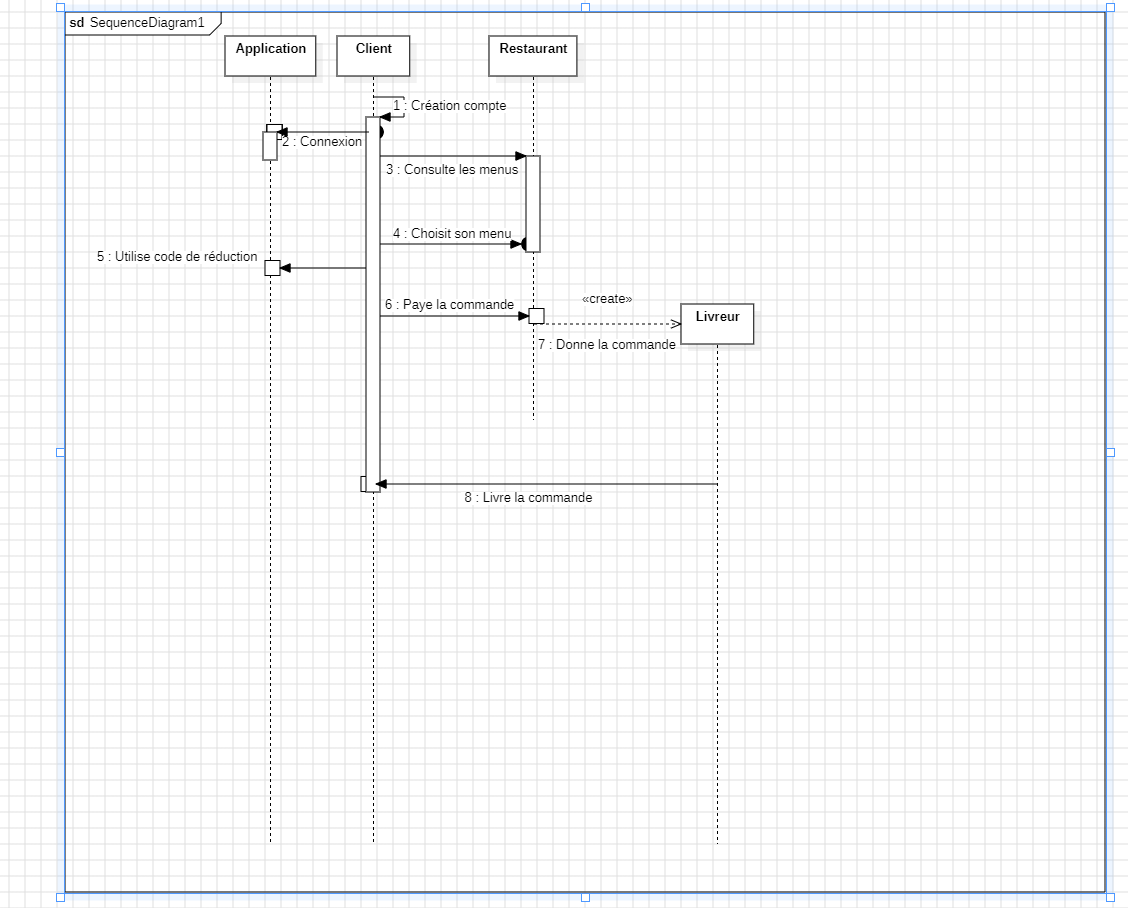 sd SequenceDiagram1
Application
Client
Restaurant
1 : Création compte
2 : Connexion
3 : Consulte les menus
4 : Choisit son menu
5 : Utilise code de réduction
6 : Paye la commande
«create»
Livreur
7 : Donne la commande
8 : Livre la commande